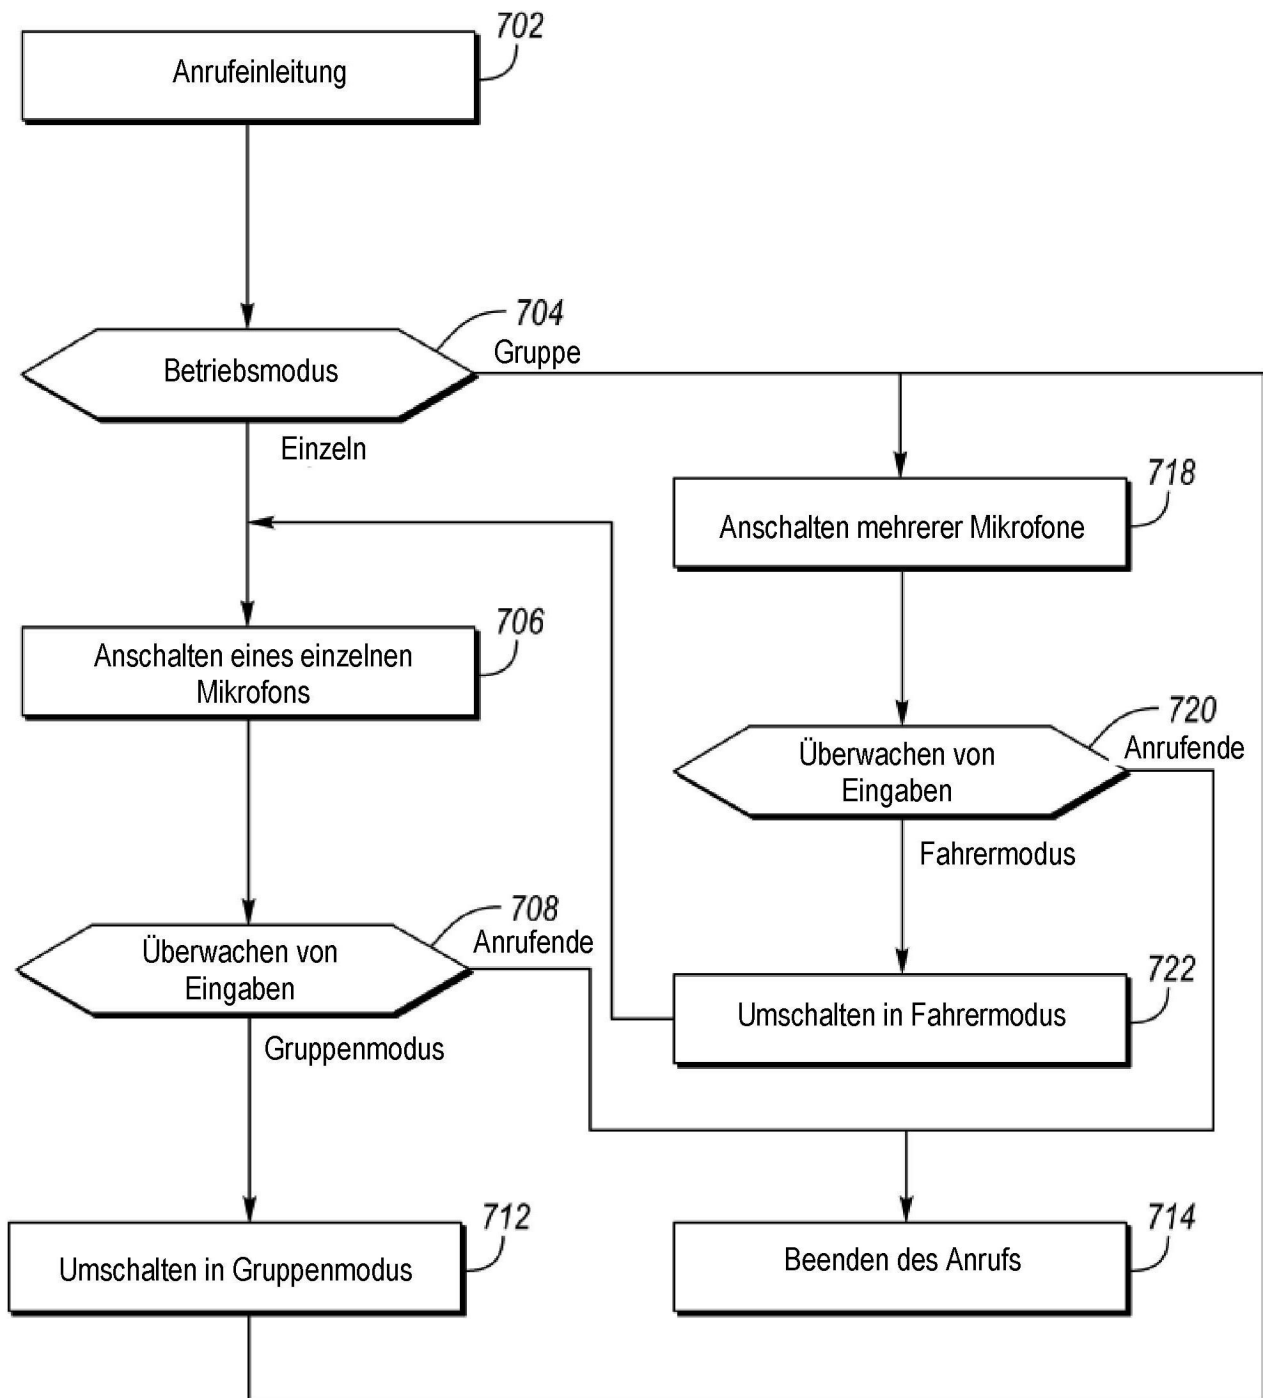 702
Anrufeinleitung
704
Gruppe
Betriebsmodus
Einzeln
718
Anschalten mehrerer Mikrofone
706
Anschalten eines einzelnen
Mikrofons
720
Anrufende
Überwachen von
Eingaben
Fahrermodus
708
Anrufende
Überwachen von
Eingaben
Gruppenmodus
722
Umschalten in Fahrermodus
712
Umschalten in Gruppenmodus
714
Beenden des Anrufs